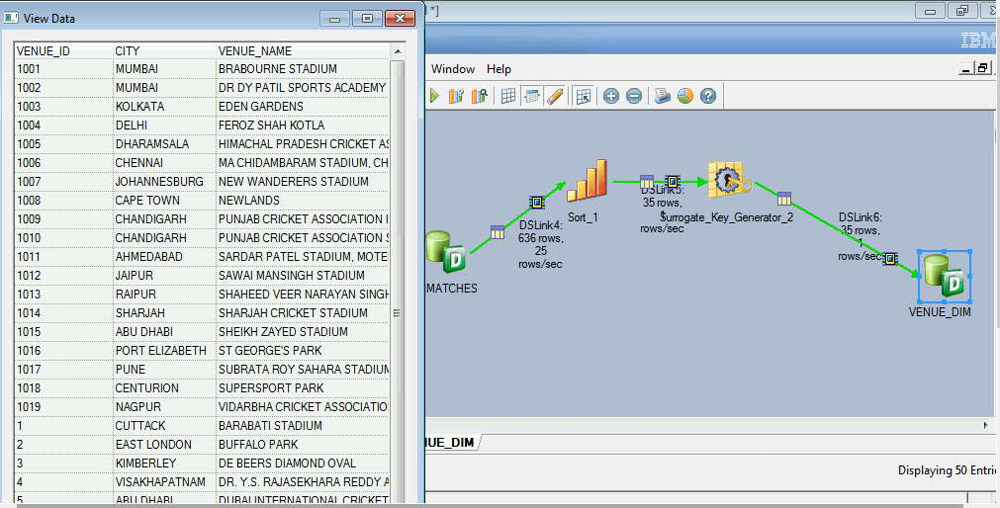 View Data
VENUE_ID CITY VENUE_NAME
1001 MUMBAI BRABOURNE STADIUM
1002 MUMBAI DR DY PATIL SPORTS ACADEMY
1003 KOLKATA EDEN GARDENS
1004 DELHI FEROZ SHAH KOTLA
1005 DHARAMSALA HIMACHAL PRADESH CRICKET AS
1006 CHENNAI MA CHIDAMBARAM STADIUM, CH
1007 JOHANNESBURG NEW WANDERERS STADIUM
1008 CAPE TOWN NEWLANDS
1009 CHANDIGARH PUNJAB CRICKET ASSOCIATION I
1010 CHANDIGARH PUNJAB CRICKET ASSOCIATION S
1011 AHMEDABAD SARDAR PATEL STADIUM, MOTE
1012 JAIPUR SAWAI MANSINGH STADIUM
1013 RAIPUR SHAHEED VEER NARAYAN SINGH
1014 SHARJAH SHARJAH CRICKET STADIUM
1015 ABU DHABI SHEIKH ZAYED STADIUM
1016 PORT ELIZABETH ST GEORGE'S PARK
1017 PUNE SUBRATA ROY SAHARA STADIUM
1018 CENTURION SUPERSPORT PARK
1019 NAGPUR VIDARBHA CRICKET ASSOCIATIO
1 CUTTACK BARABATI STADIUM
2 EAST LONDON BUFFALO PARK
3 KIMBERLEY DE BEERS DIAMOND OVAL
4 VISAKHAPATNAM DR. Y.S. RAJASEKHARA REDDY A
5 ABU DHABI DUBAI INTERNATIONAL CRICKET
*]
IBM
Window Help
MATCHES
DSLink4:
636 rows,
25
rows/sec
Sort_1
DSLink5:
35 rows,
1
rows/sec
Surrogate_Key_Generator_2
DSLink6:
35 rows,
1
rows/sec
VENUE_DIM
UE_DIM
Displaying 50 Entrie